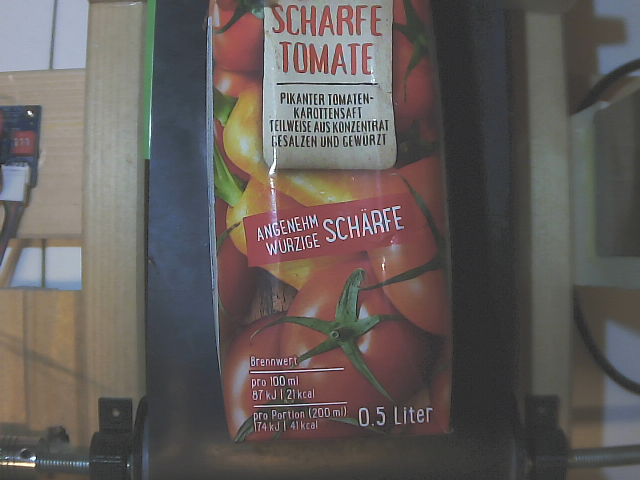 SCHARFE
TOMATE
PIKANTER TOMATEN-
KAROTTENSAFT
TEILWEISE AUS KONZENTRAT
GESALZEN UND GEWÜRZT
ANGENEHM
WÜRZIGE SCHÄRFE
Brennwert
pro 100 ml
87 kJ | 21 kcal
pro Portion (200 ml)
174 kJ | 41 kcal
0.5 Liter